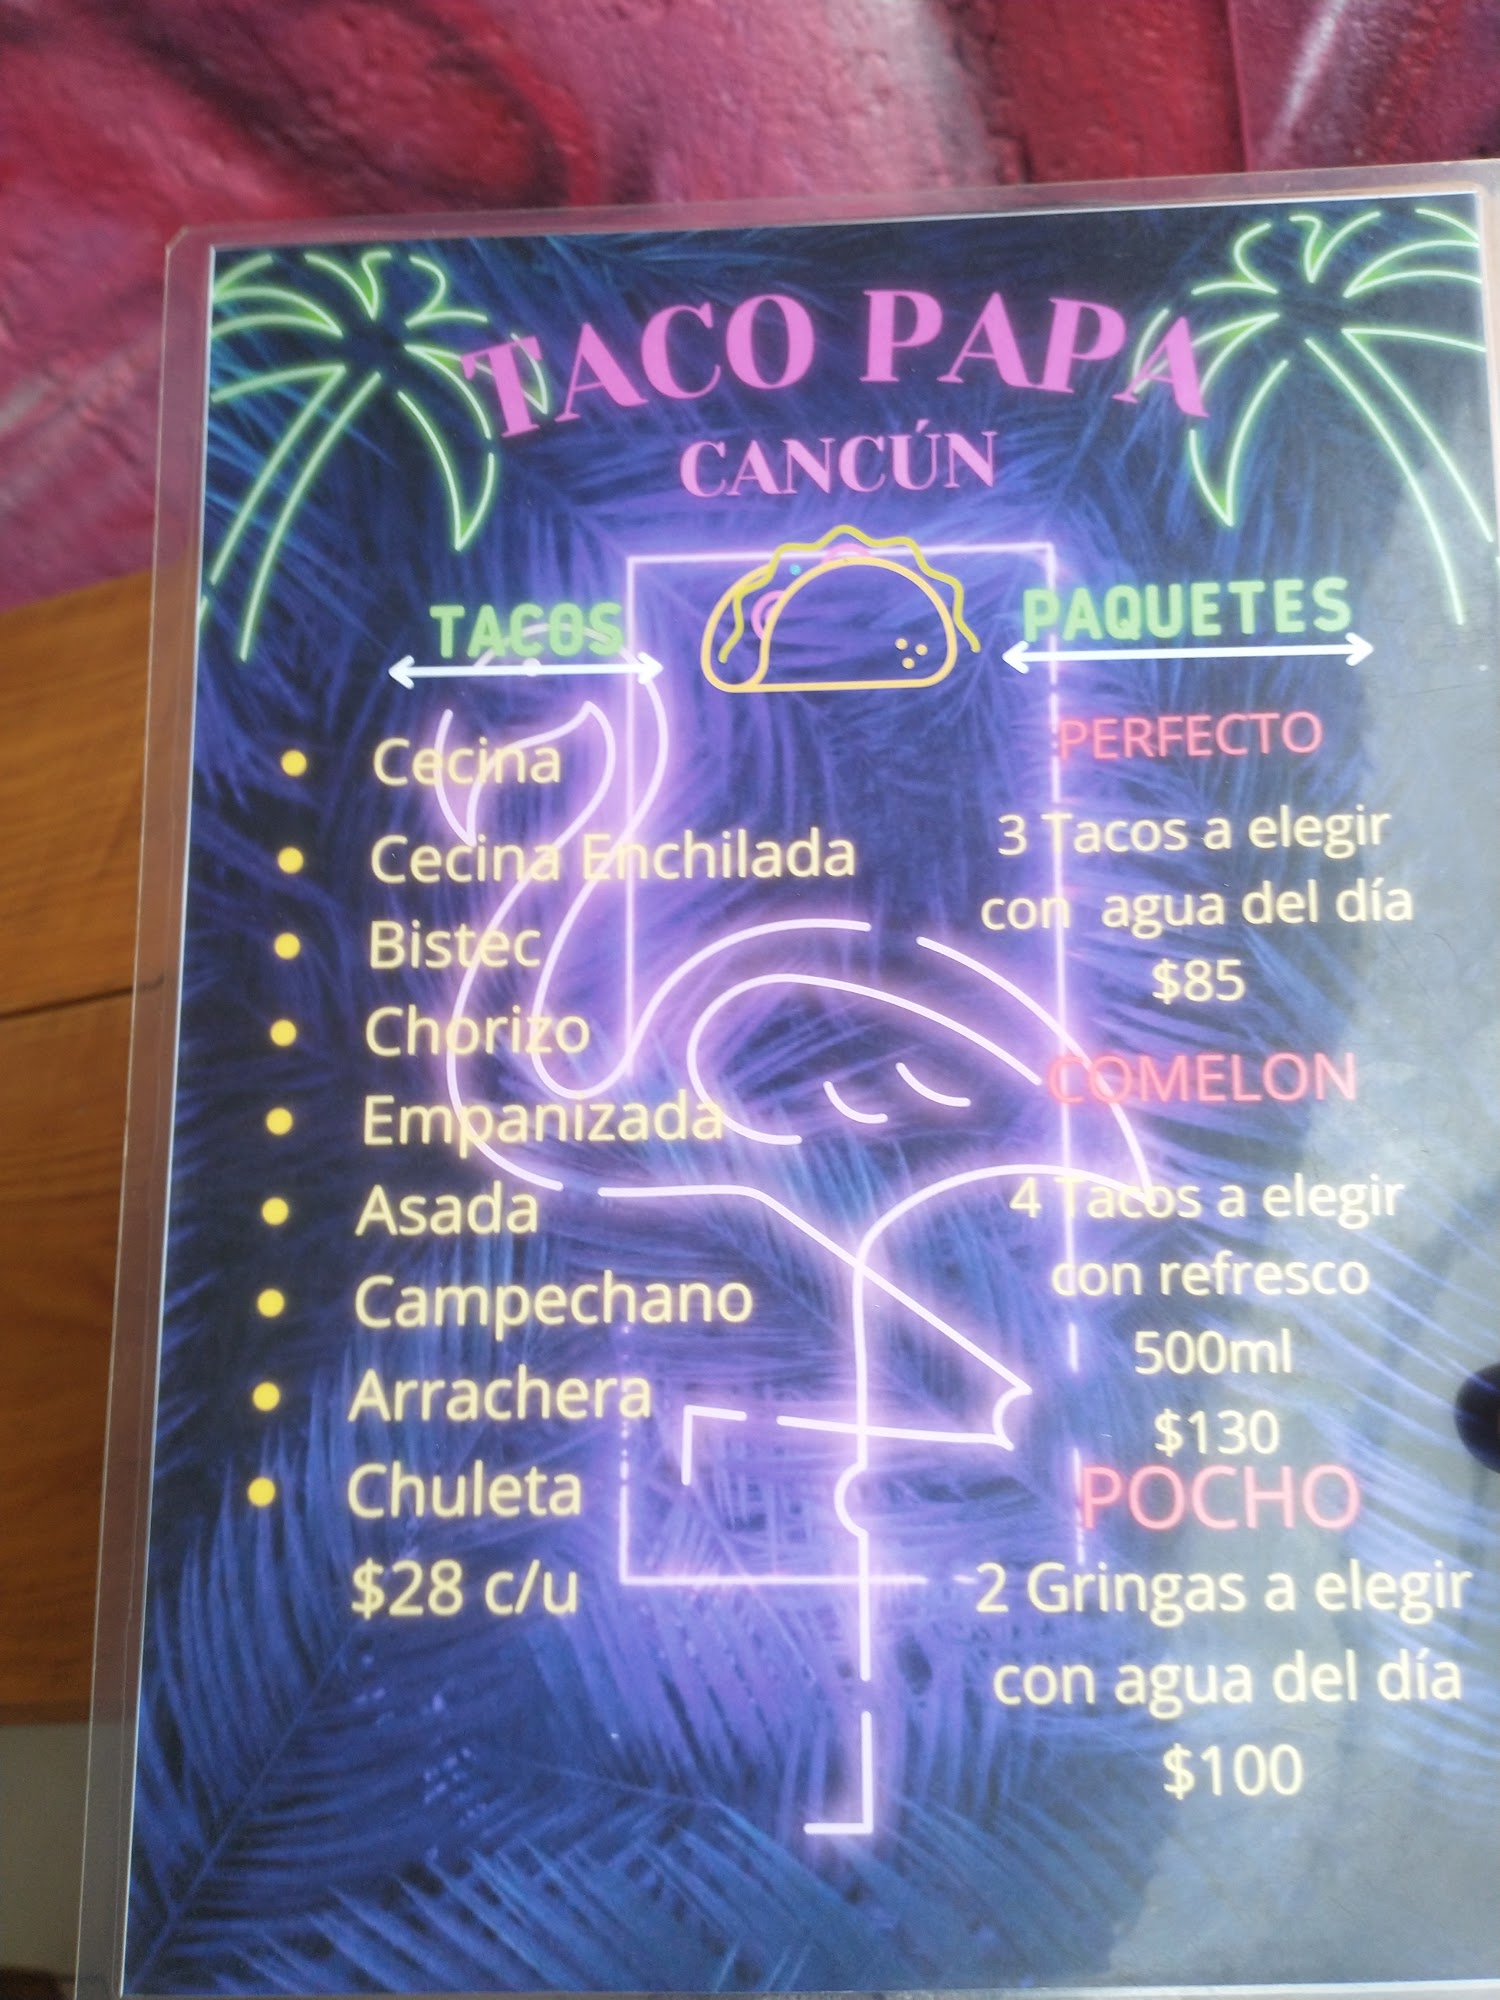 TACO PAPA
CANCÚN
TACOS
Cecina
Cecina Enchilada
Bistec
Chorizo
Empanizada
Asada
Campechano
Arrachera
Chuleta
$28 c/u
PAQUETES
PERFECTO
3 Tacos a elegir
con agua del día
$85
COMELON
4 Tacos a elegir
con refresco
500ml
$130
POCHO
2 Gringas a elegir
con agua del día
$100